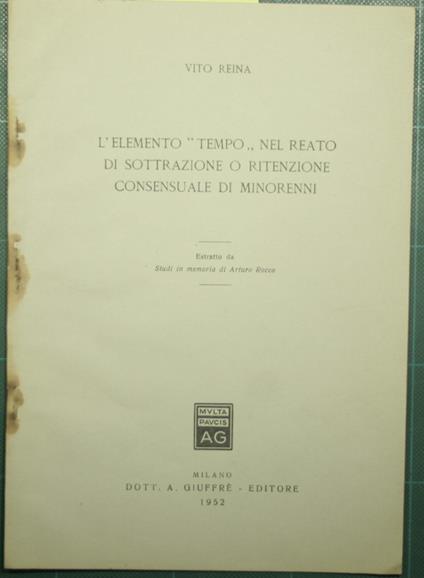 VITO REINA
L'ELEMENTO "TEMPO„ NEL REATO
DI SOTTRAZIONE O RITENZIONE
CONSENSUALE DI MINORENNI
Estratto da
Studi in memoria di Arturo Rocco
MVLTA
PAVCIS
AG
MILANO
DOTT. A. GIUFFRÈ - EDITORE
1952